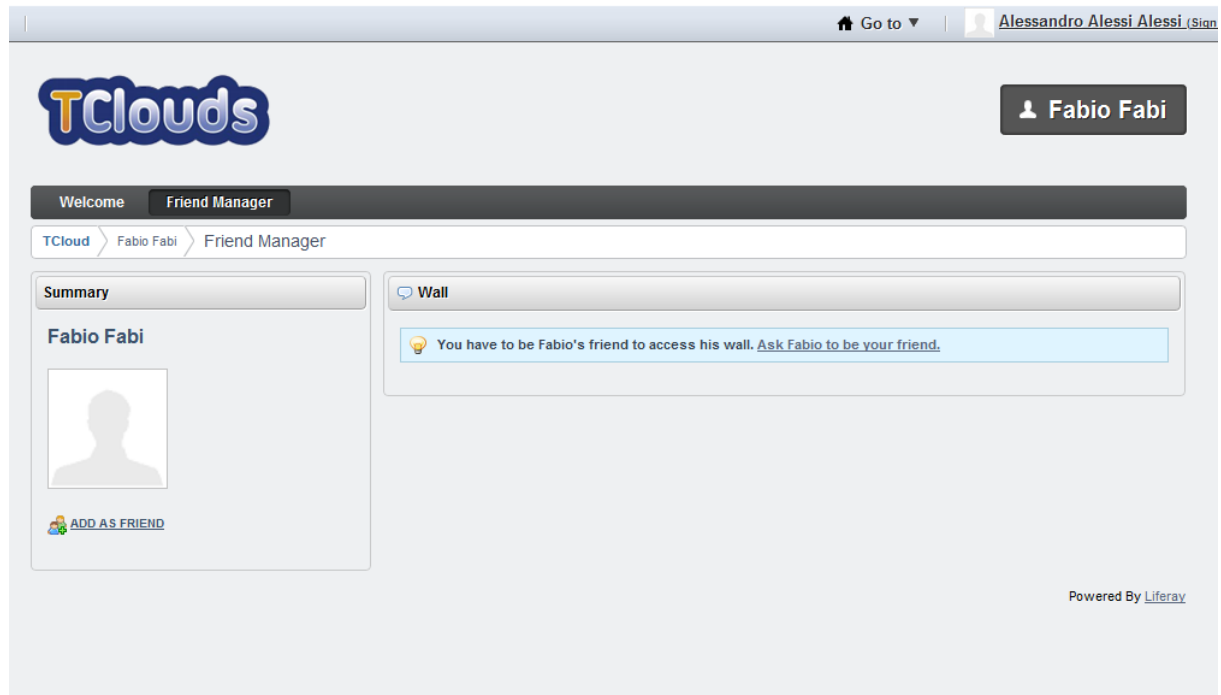 Go to ▼ Alessandro Alessi Alessi (Sign
TClouds
Fabio Fabi
Welcome Friend Manager
TCloud Fabio Fabi Friend Manager
Summary
Fabio Fabi
ADD AS FRIEND
Wall
You have to be Fabio's friend to access his wall. Ask Fabio to be your friend.
Powered By Liferay